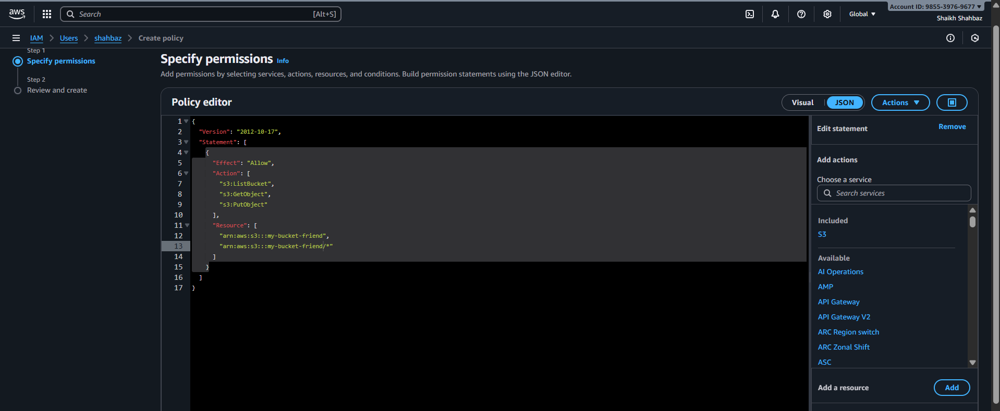 aws
Search
[Alt+S]
Global
Account ID: 9855-3976-9677
Shaikh Shahbaz
IAM
Users
shahbaz
Create policy
Step 1
Specify permissions
Step 2
Review and create
Specify permissions
Info
Add permissions by selecting services, actions, resources, and conditions. Build permission statements using the JSON editor.
Policy editor
Visual
JSON
Actions
1 {
2 "Version": "2012-10-17",
3 "Statement": [
4 {
5 "Effect": "Allow",
6 "Action": [
7 "s3:ListBucket",
8 "s3:GetObject",
9 "s3:PutObject"
10 ],
11 "Resource": [
12 "arn:aws:s3:::my-bucket-friend",
13 "arn:aws:s3:::my-bucket-friend/*"
14 ]
15 }
16 ]
17 }
Edit statement
Remove
Add actions
Choose a service
Search services
Included
S3
Available
AI Operations
AMP
API Gateway
API Gateway V2
ARC Region switch
ARC Zonal Shift
ASC
Add a resource
Add